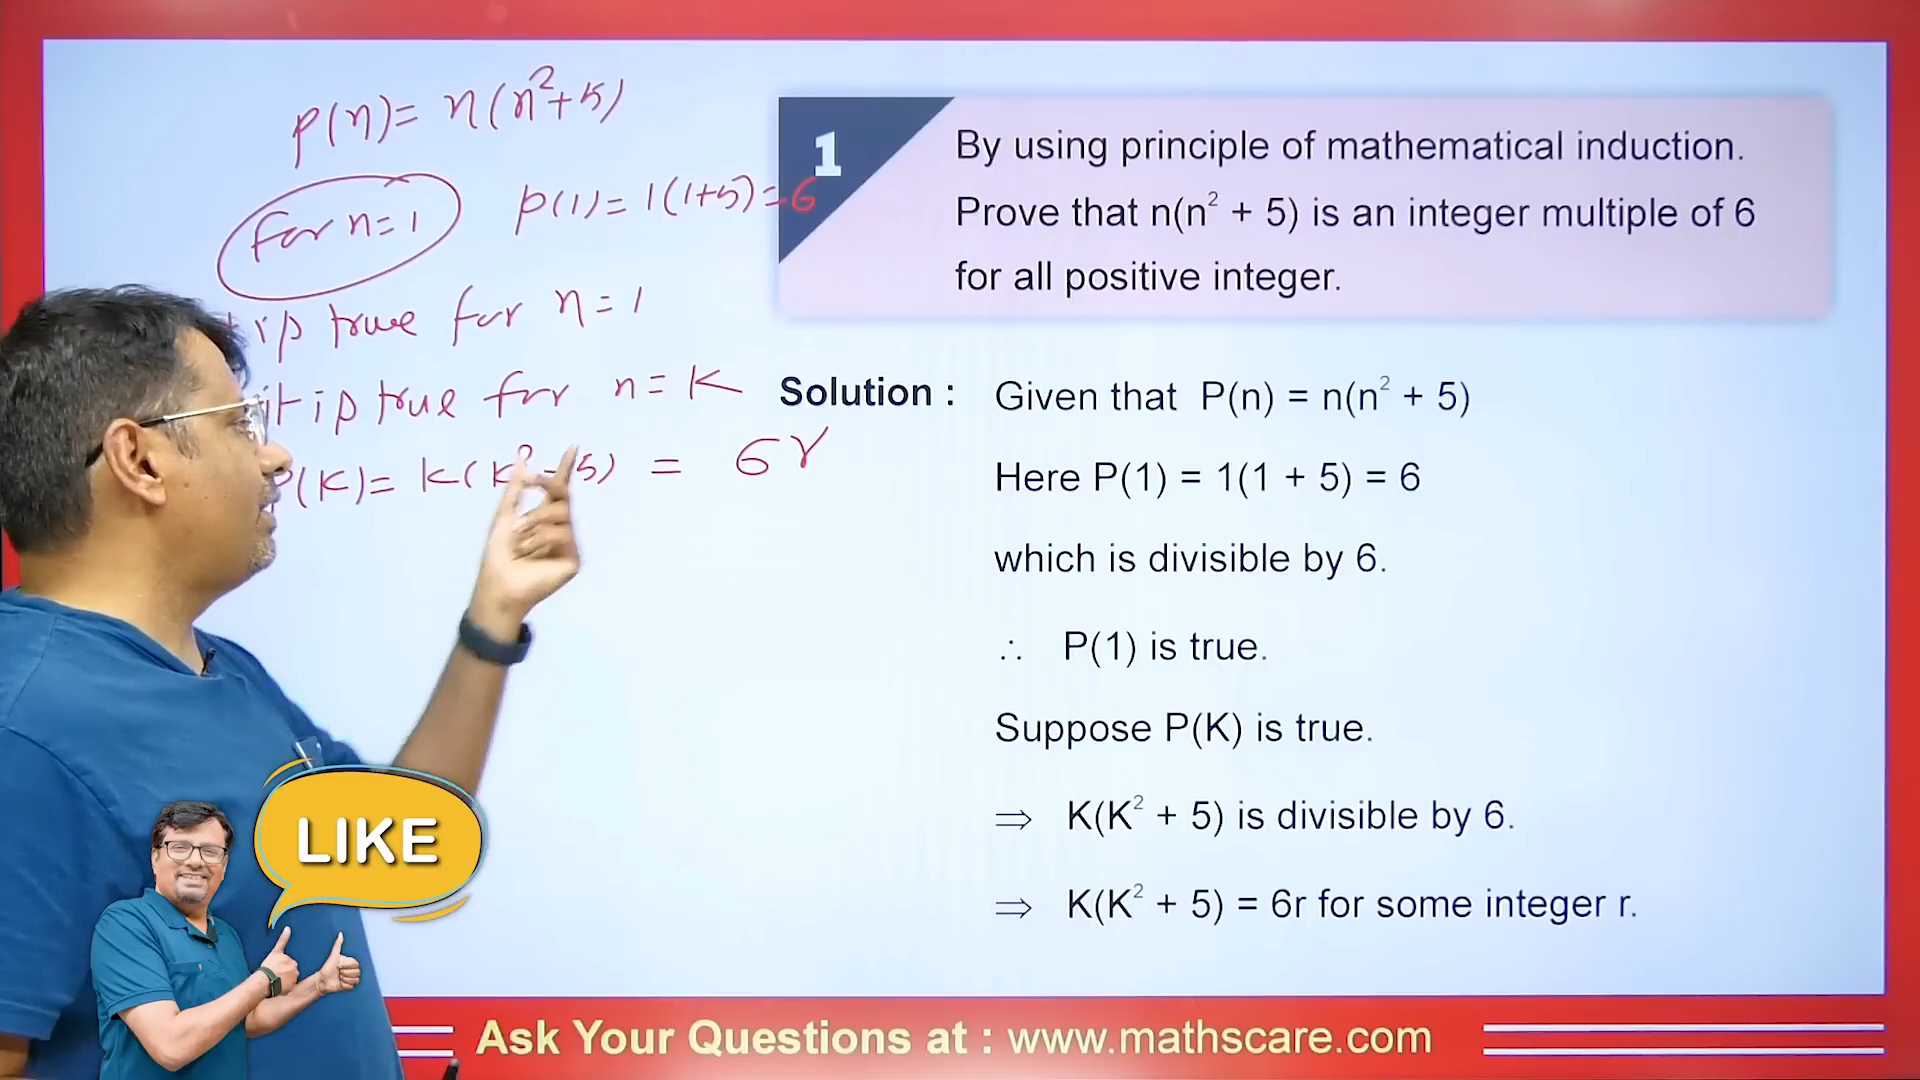 P(n)= n(n²+5)
For n=1 P(1)= 1(1+5)=6
ip true for n=1
it ip true for n=K
P(K)= K(K²+5) = 6r
1
By using principle of mathematical induction.
Prove that n(n² + 5) is an integer multiple of 6
for all positive integer.
Solution : Given that P(n) = n(n² + 5)
Here P(1) = 1(1 + 5) = 6
which is divisible by 6.
∴ P(1) is true.
Suppose P(K) is true.
⇒ K(K² + 5) is divisible by 6.
⇒ K(K² + 5) = 6r for some integer r.
LIKE
Ask Your Questions at : www.mathscare.com